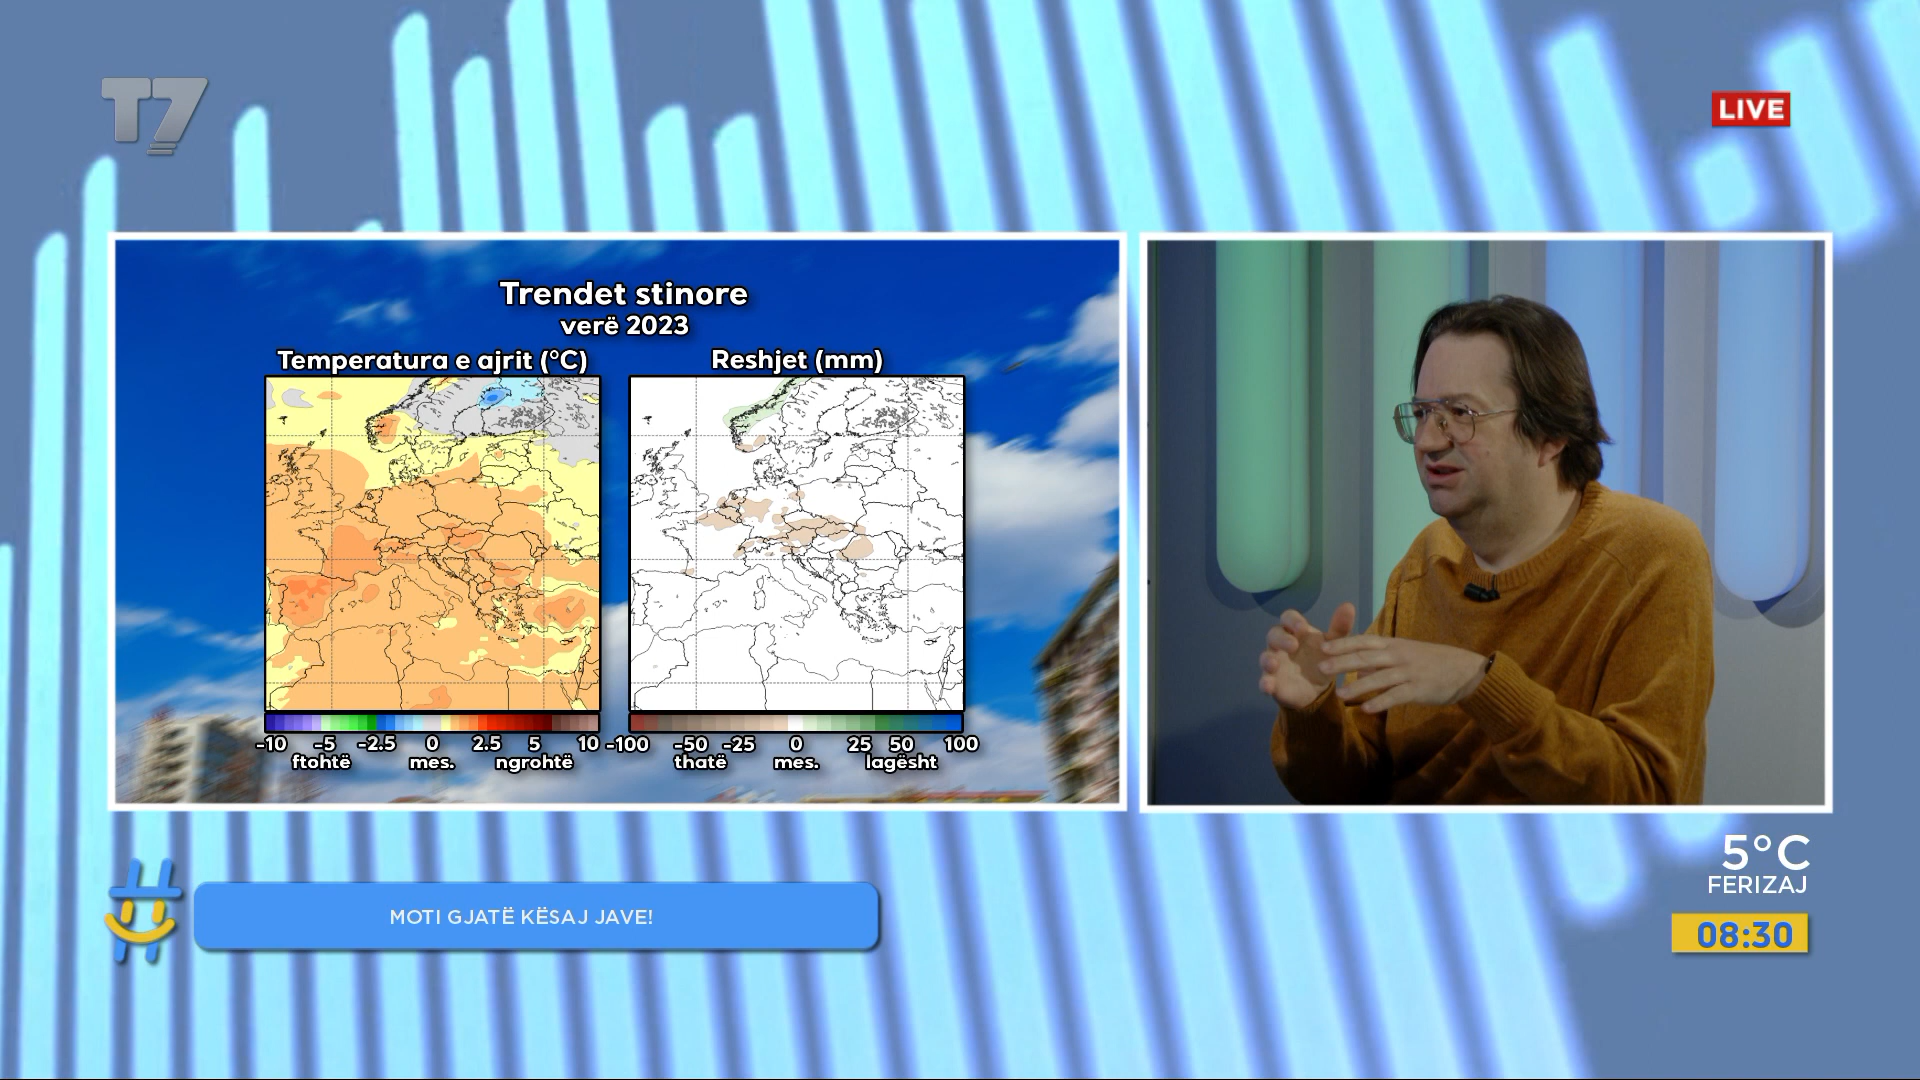 T7
LIVE
Trendet stinore
verë 2023
Temperatura e ajrit (°C)
Reshjet (mm)
-10 -5 -2.5 0 2.5 5 10
ftohtë mes. ngrohtë
-100 -50 -25 0 25 50 100
thatë mes. lagësht
5°C
FERIZAJ
MOTI GJATË KËSAJ JAVE!
08:30